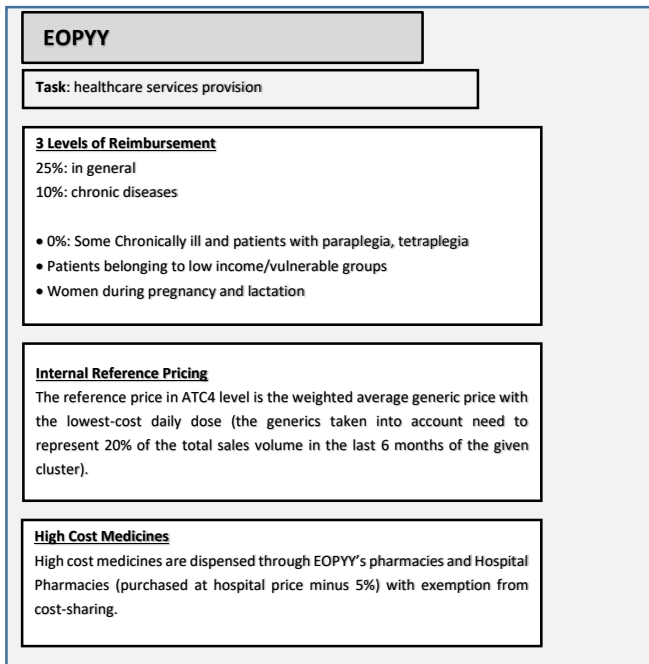 EOPYY
Task: healthcare services provision
3 Levels of Reimbursement
25%: in general
10%: chronic diseases
• 0%: Some Chronically ill and patients with paraplegia, tetraplegia
• Patients belonging to low income/vulnerable groups
• Women during pregnancy and lactation
Internal Reference Pricing
The reference price in ATC4 level is the weighted average generic price with
the lowest-cost daily dose (the generics taken into account need to
represent 20% of the total sales volume in the last 6 months of the given
cluster).
High Cost Medicines
High cost medicines are dispensed through EOPYY’s pharmacies and Hospital
Pharmacies (purchased at hospital price minus 5%) with exemption from
cost-sharing.